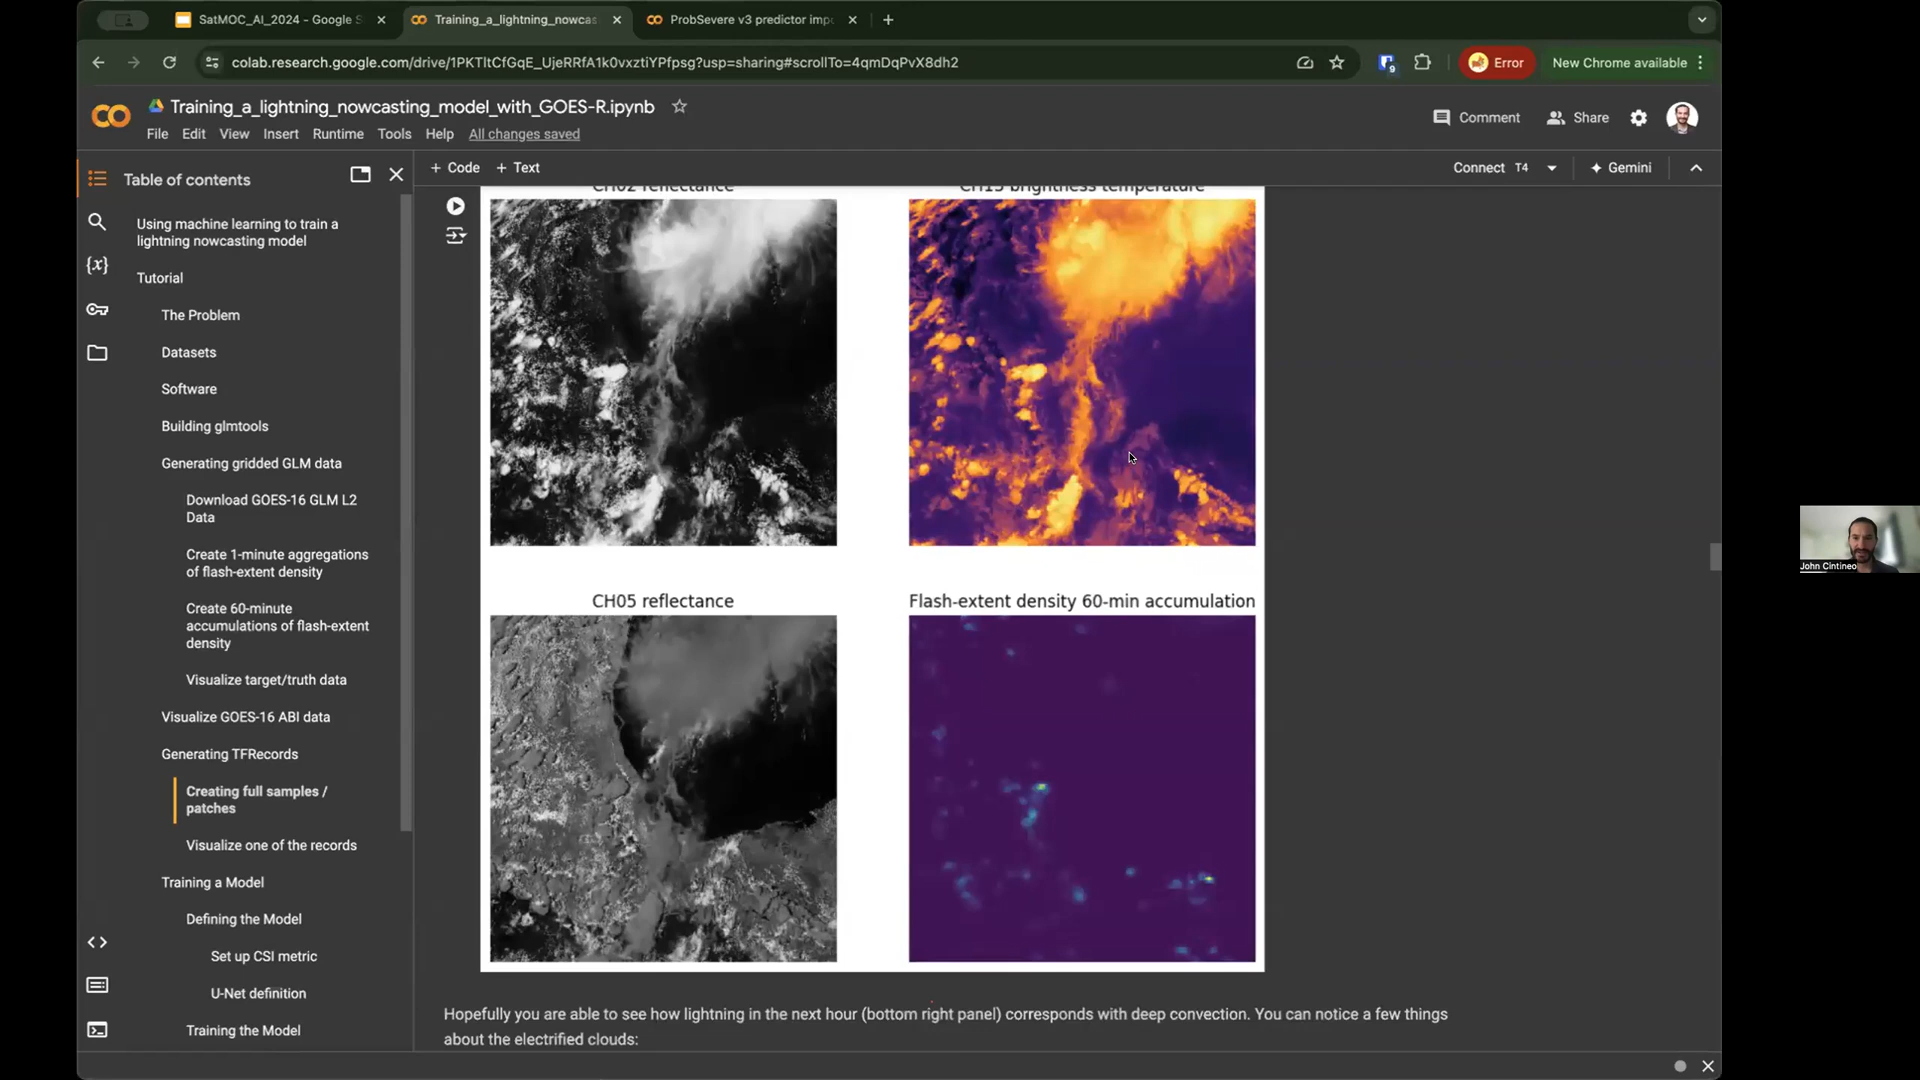 SatMOC_AI_2024 - Google S
Training_a_lightning_nowcas
ProbSevere v3 predictor imp
colab.research.google.com/drive/1PKTltCfGqE_UjeRRfA1k0vxztiYPfpsg?usp=sharing#scrollTo=4qmDqPvX8dh2
9
Error
New Chrome available
Training_a_lightning_nowcasting_model_with_GOES-R.ipynb
File Edit View Insert Runtime Tools Help All changes saved
Comment
Share
Table of contents
+ Code + Text
Connect T4
Gemini
Using machine learning to train a
lightning nowcasting model
Tutorial
The Problem
Datasets
Software
Building glmtools
Generating gridded GLM data
Download GOES-16 GLM L2
Data
Create 1-minute aggregations
of flash-extent density
Create 60-minute
accumulations of flash-extent
density
Visualize target/truth data
Visualize GOES-16 ABI data
Generating TFRecords
Creating full samples /
patches
Visualize one of the records
Training a Model
Defining the Model
Set up CSI metric
U-Net definition
Training the Model
CH02 reflectance
CH13 brightness temperature
CH05 reflectance
Flash-extent density 60-min accumulation
Hopefully you are able to see how lightning in the next hour (bottom right panel) corresponds with deep convection. You can notice a few things
about the electrified clouds:
John Cintineo